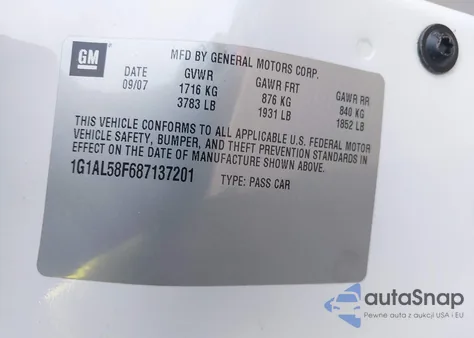 GM
MFD BY GENERAL MOTORS CORP.
DATE GVWR GAWR FRT GAWR RR
09/07 1716 KG 876 KG 840 KG
3783 LB 1931 LB 1852 LB
THIS VEHICLE CONFORMS TO ALL APPLICABLE U.S. FEDERAL MOTOR
VEHICLE SAFETY, BUMPER, AND THEFT PREVENTION STANDARDS IN
EFFECT ON THE DATE OF MANUFACTURE SHOWN ABOVE.
1G1AL58F687137201 TYPE: PASS CAR
autoSnap
Pewne auta z aukcji USA i EU